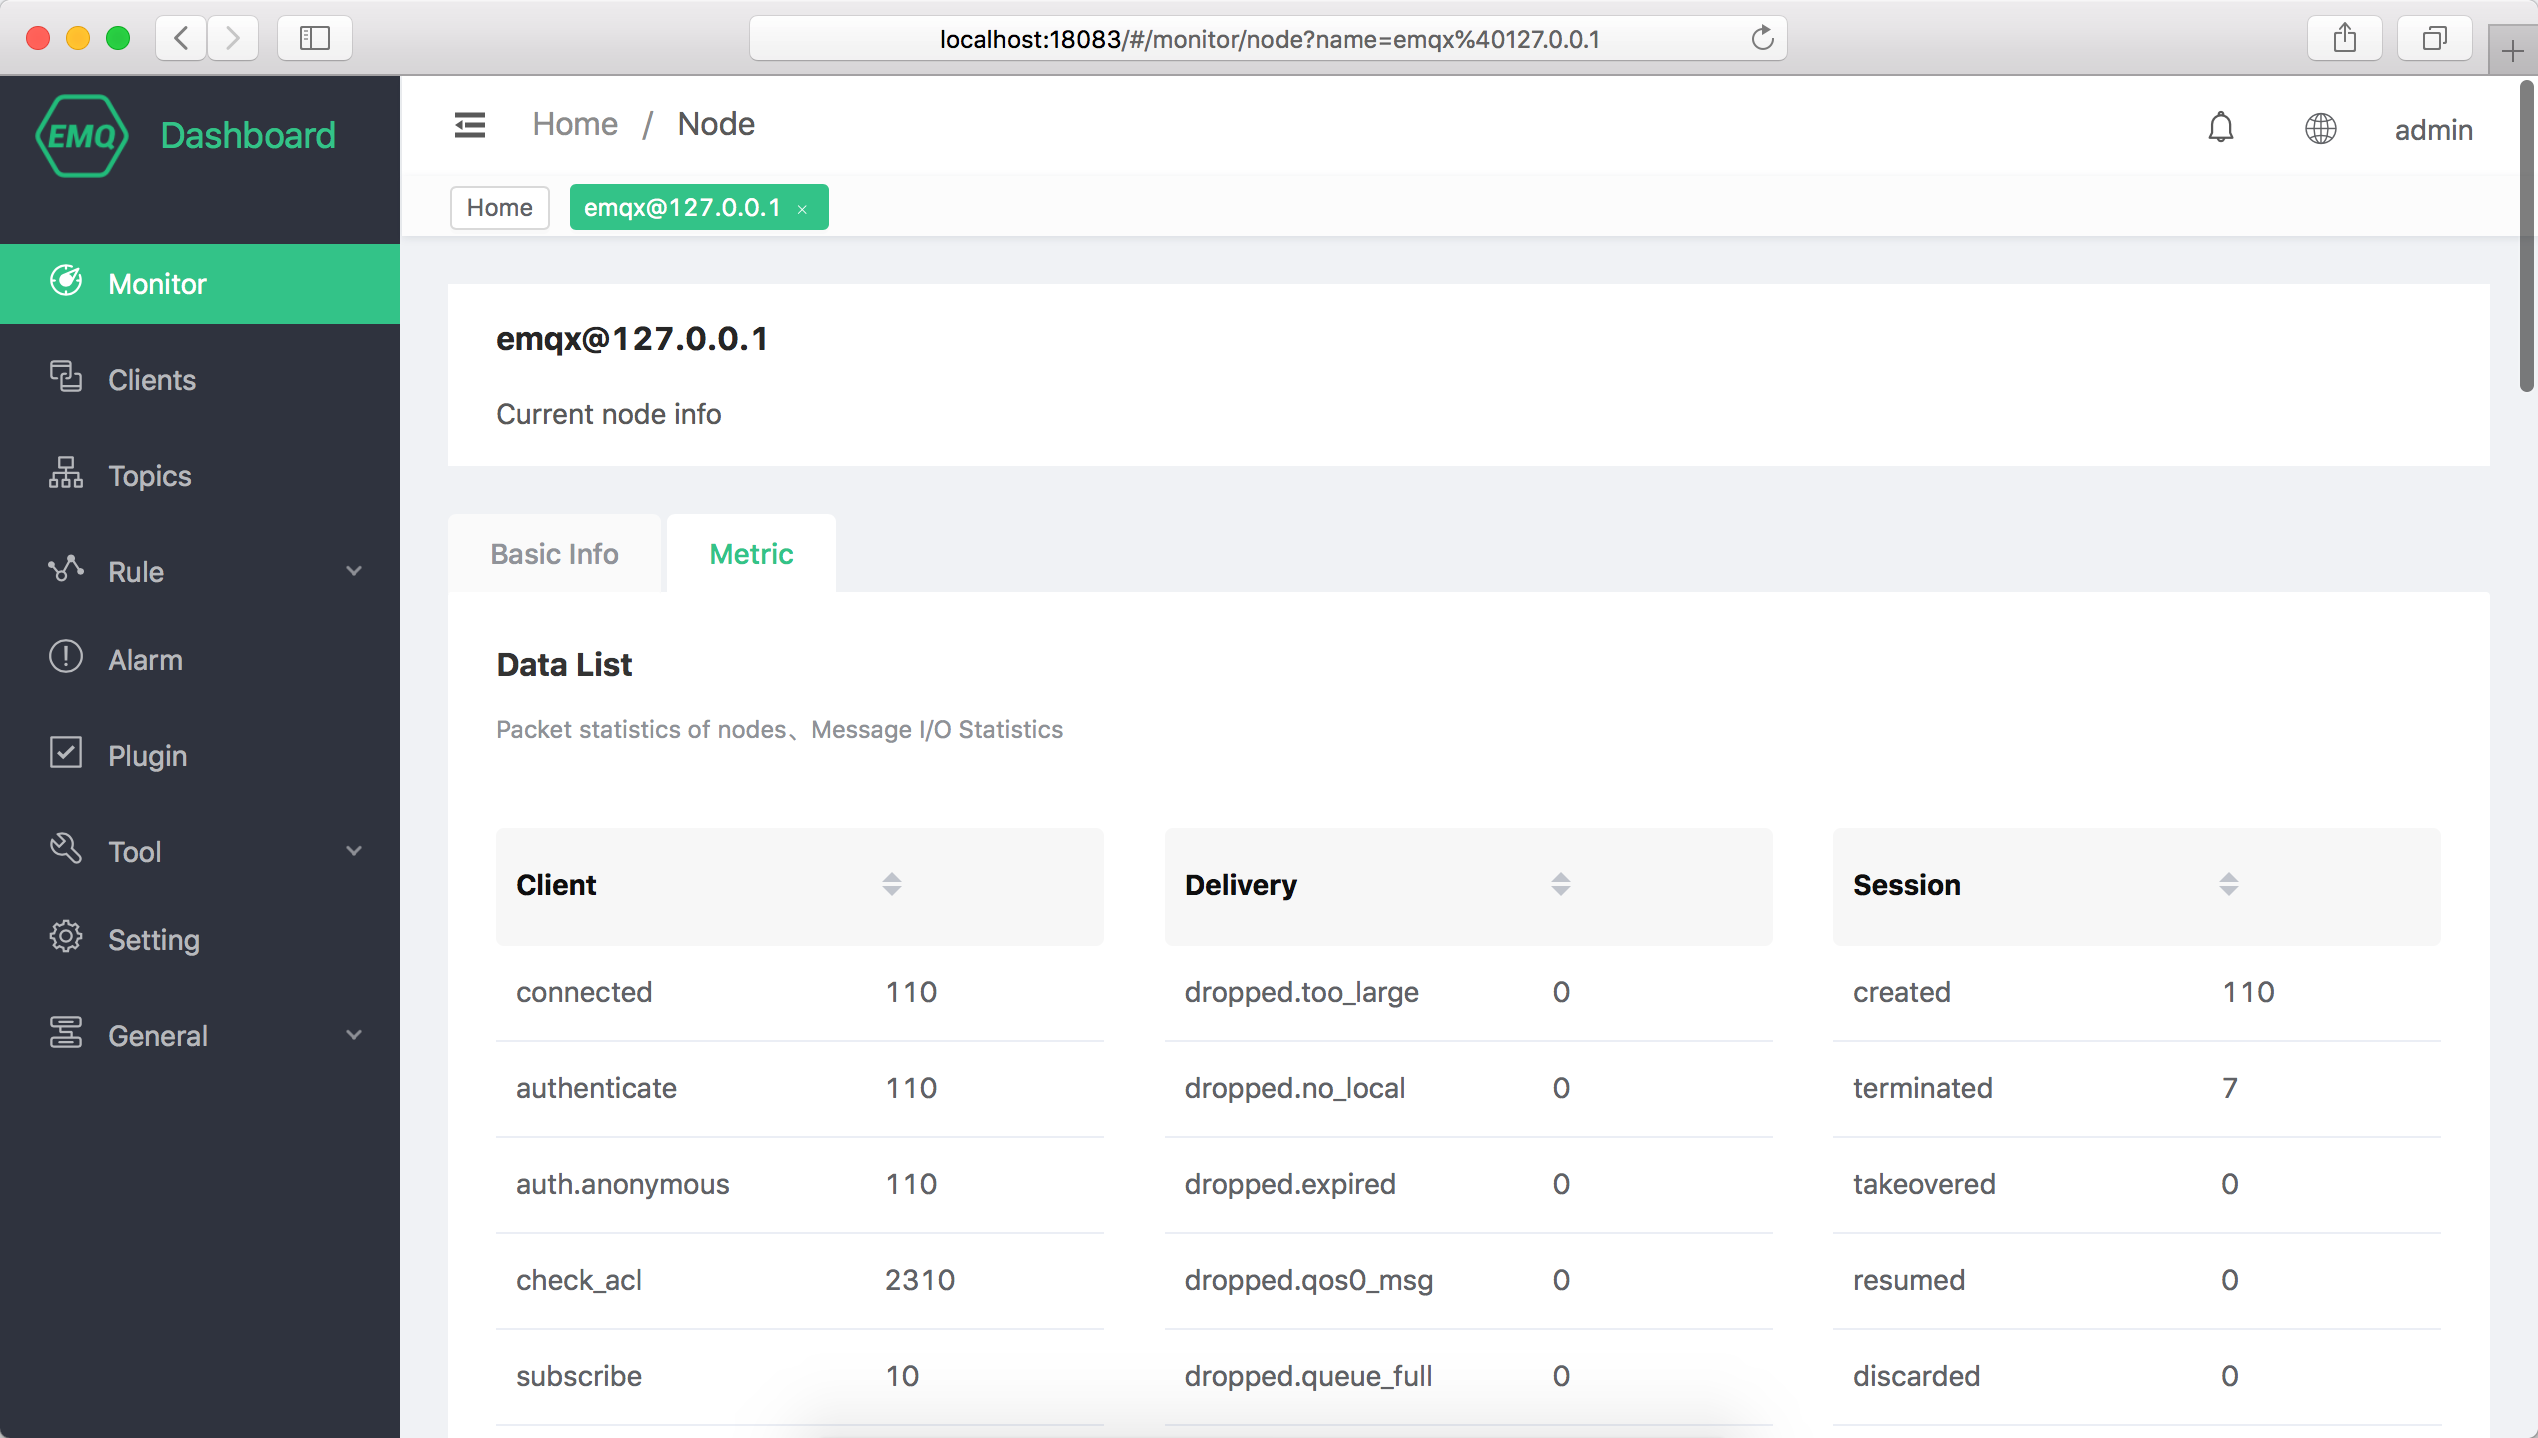 localhost:18083/#/monitor/node?name=emqx%40127.0.0.1
EMQ Dashboard
Home / Node
admin
Home
emqx@127.0.0.1 ×
Monitor
Clients
Topics
Rule
Alarm
Plugin
Tool
Setting
General
emqx@127.0.0.1
Current node info
Basic Info
Metric
Data List
Packet statistics of nodes、Message I/O Statistics
Client
connected 110
authenticate 110
auth.anonymous 110
check_acl 2310
subscribe 10
Delivery
dropped.too_large 0
dropped.no_local 0
dropped.expired 0
dropped.qos0_msg 0
dropped.queue_full 0
Session
created 110
terminated 7
takeovered 0
resumed 0
discarded 0